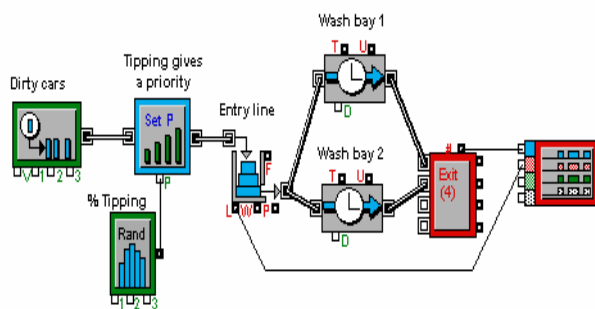 Wash bay 1
Tipping gives
a priority
Dirty cars
T U
Set P
Entry line
D
F
V 1 2 3
P
Wash bay 2
#
% Tipping
T U
Exit
(4)
Rand
L W P
D
1 2 3